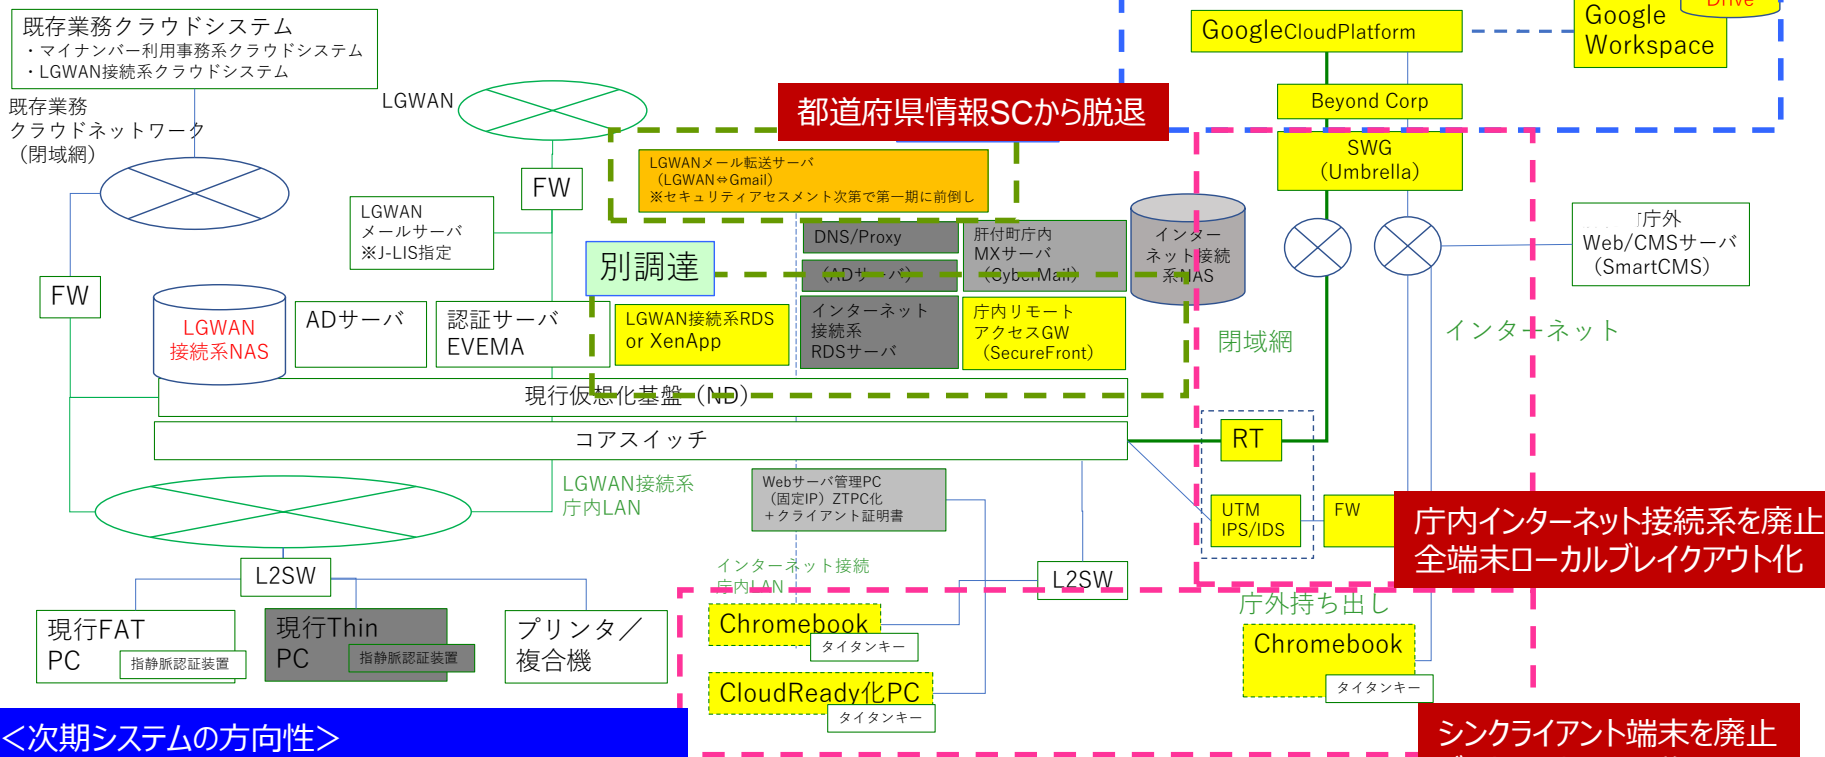 既存業務クラウドシステム
・マイナンバー利用事務系クラウドシステム
・LGWAN接続系クラウドシステム
既存業務
クラウドネットワーク
（閉域網）
LGWAN
FW
FW
LGWAN
メールサーバ
※J-LIS指定
都道府県情報SCから脱退
LGWANメール転送サーバ
（LGWAN⇔Gmail）
※セキュリティアセスメント次第で第一期に前倒し
GoogleCloudPlatform
Google
Workspace
Drive
Beyond Corp
SWG
（Umbrella）
別調達
DNS/Proxy
（ADサーバ）
肝付町庁内
MXサーバ
（CyberMail）
インター
ネット接続
系NAS
庁外
Web/CMSサーバ
（SmartCMS）
LGWAN
接続系NAS
ADサーバ
認証サーバ
EVEMA
LGWAN接続系RDS
or XenApp
インターネット
接続系
RDSサーバ
庁内リモート
アクセスGW
（SecureFront）
閉域網
インターネット
現行仮想化基盤（ND）
コアスイッチ
RT
LGWAN接続系
庁内LAN
Webサーバ管理PC
（固定IP）ZTPC化
＋クライアント証明書
UTM
IPS/IDS
FW
庁内インターネット接続系を廃止
全端末ローカルブレイクアウト化
インターネット接続
庁内LAN
L2SW
L2SW
現行FAT
PC
指静脈認証装置
現行Thin
PC
指静脈認証装置
プリンタ／
複合機
Chromebook
タイタンキー
CloudReady化PC
タイタンキー
庁外持ち出し
Chromebook
タイタンキー
＜次期システムの方向性＞
シンクライアント端末を廃止